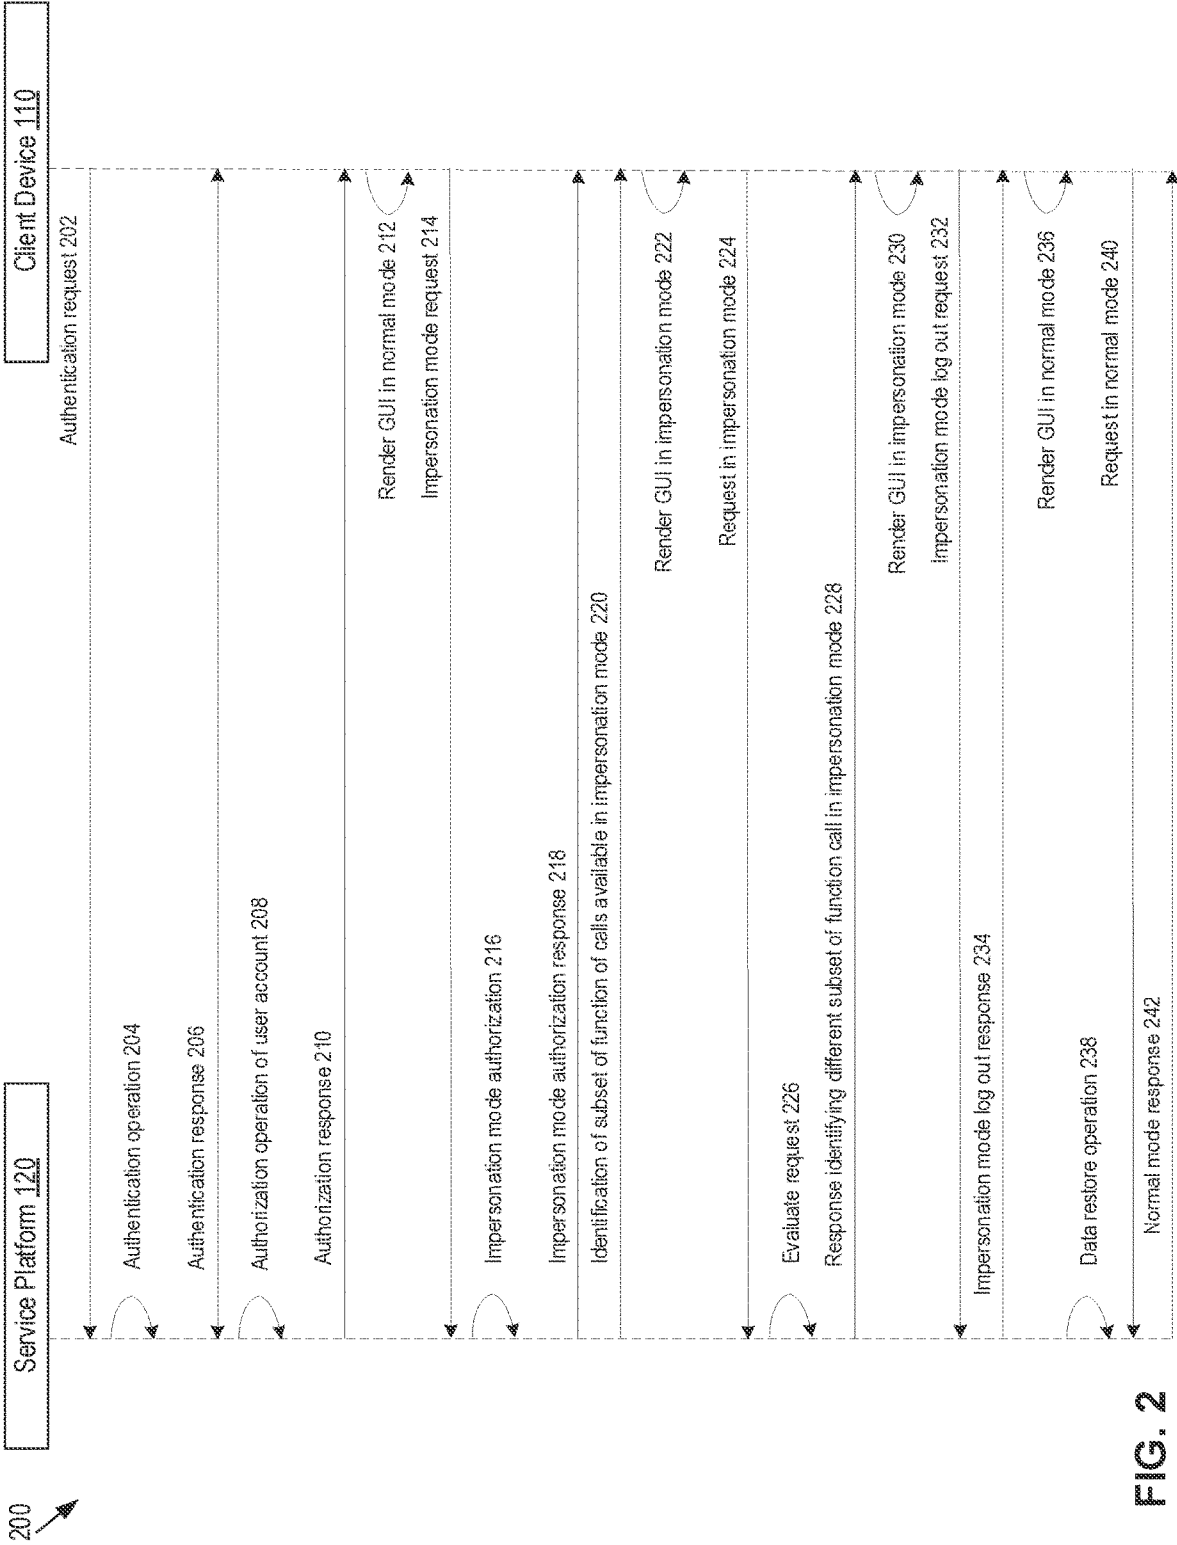 200
Service Platform 120
Client Device 110
Authentication request 202
Authentication operation 204
Authentication response 206
Authorization operation of user account 208
Authorization response 210
Render GUI in normal mode 212
Impersonation mode request 214
Impersonation mode authorization 216
Impersonation mode authorization response 218
Identification of subset of function of calls available in impersonation mode 220
Render GUI in impersonation mode 222
Request in impersonation mode 224
Evaluate request 226
Response identifying different subset of function call in impersonation mode 228
Render GUI in impersonation mode 230
Impersonation mode log out request 232
Impersonation mode log out response 234
Render GUI in normal mode 236
Data restore operation 238
Request in normal mode 240
Normal mode response 242
FIG. 2